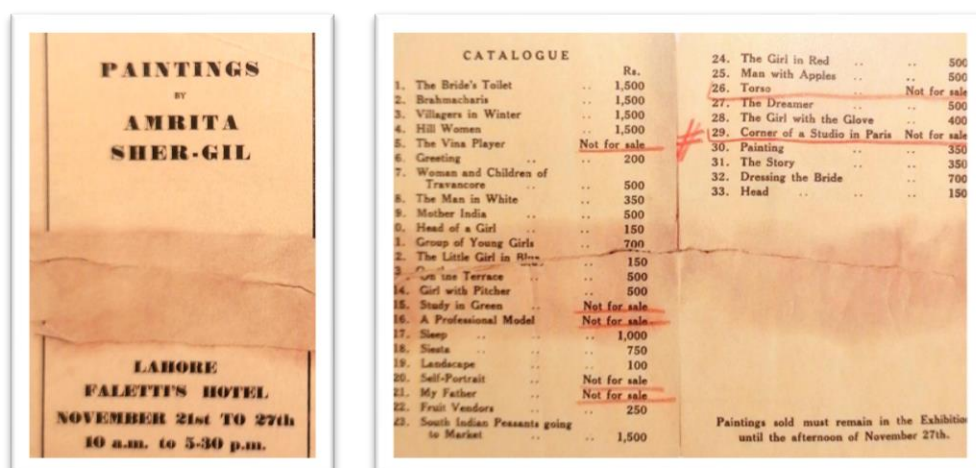 PAINTINGS
BY
AMRITA
SHER-GIL
LAHORE
FALETTI'S HOTEL
NOVEMBER 21st TO 27th
10 a.m. to 5-30 p.m.
CATALOGUE
Rs.
1. The Bride's Toilet .. 1,500
2. Brahmacharis .. 1,500
3. Villagers in Winter .. 1,500
4. Hill Women .. 1,500
5. The Vina Player Not for sale
6. Greeting .. .. 200
7. Woman and Children of
Travancore .. .. 500
8. The Man in White .. 350
9. Mother India .. .. 500
0. Head of a Girl .. 150
1. Group of Young Girls .. 700
2. The Little Girl in Blue .. 150
3. On the Terrace .. 500
14. Girl with Pitcher .. 500
15. Study in Green .. Not for sale
16. A Professional Model Not for sale
17. Sleep .. .. 1,000
18. Siesta .. .. 750
19. Landscape .. .. 100
20. Self-Portrait .. Not for sale
21. My Father .. Not for sale
22. Fruit Vendors .. 250
23. South Indian Peasants going
to Market .. .. 1,500
24. The Girl in Red .. .. 500
25. Man with Apples .. .. 500
26. Torso .. Not for sale
27. The Dreamer .. .. 500
28. The Girl with the Glove .. 400
# 29. Corner of a Studio in Paris Not for sale
30. Painting .. .. 350
31. The Story .. .. 350
32. Dressing the Bride .. 700
33. Head .. .. .. 150
Paintings sold must remain in the Exhibitio
until the afternoon of November 27th.